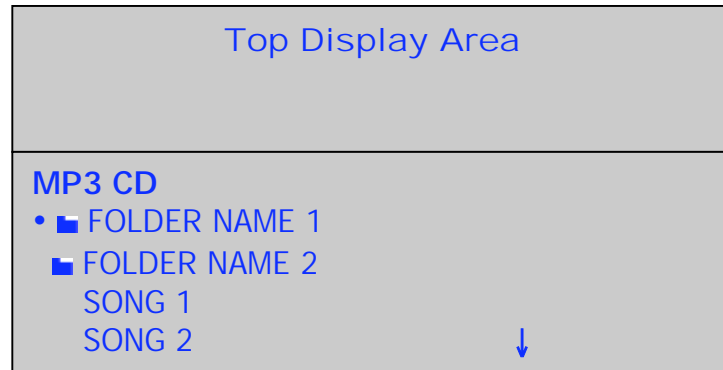 Top Display Area
MP3 CD
• FOLDER NAME 1
FOLDER NAME 2
SONG 1
SONG 2 ↓